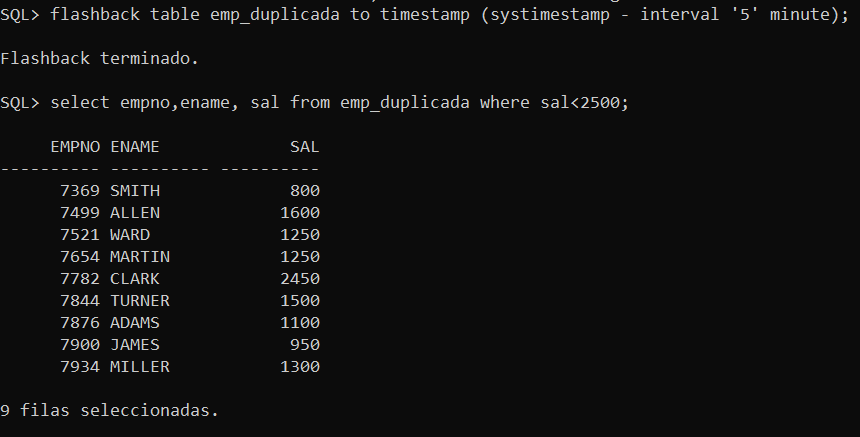 SQL> flashback table emp_duplicada to timestamp (systimestamp - interval '5' minute);
Flashback terminado.
SQL> select empno,ename, sal from emp_duplicada where sal<2500;
     EMPNO ENAME             SAL
---------- ---------- ----------
      7369 SMITH             800
      7499 ALLEN            1600
      7521 WARD             1250
      7654 MARTIN           1250
      7782 CLARK            2450
      7844 TURNER           1500
      7876 ADAMS            1100
      7900 JAMES             950
      7934 MILLER           1300
9 filas seleccionadas.